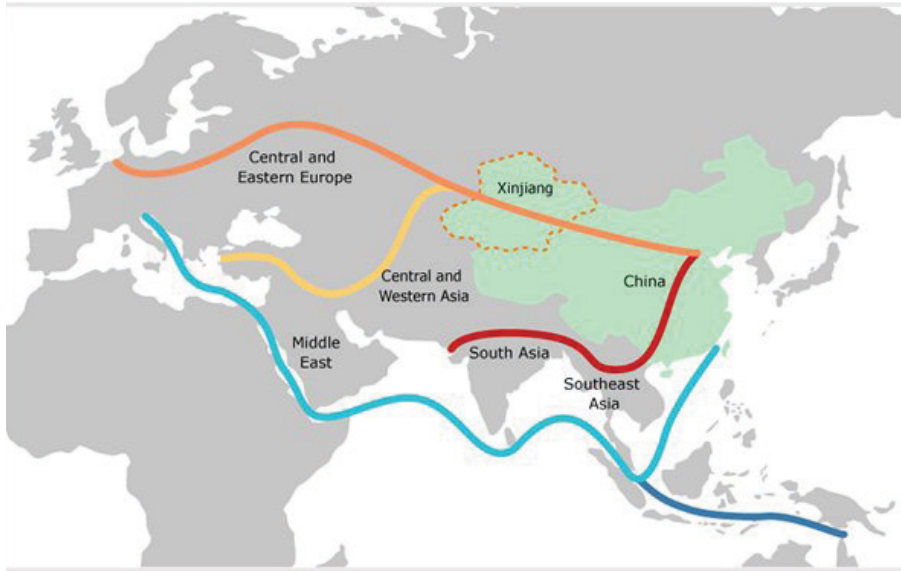 Central and
Eastern Europe
Xinjiang
Central and
Western Asia
China
Middle
East
South Asia
Southeast
Asia